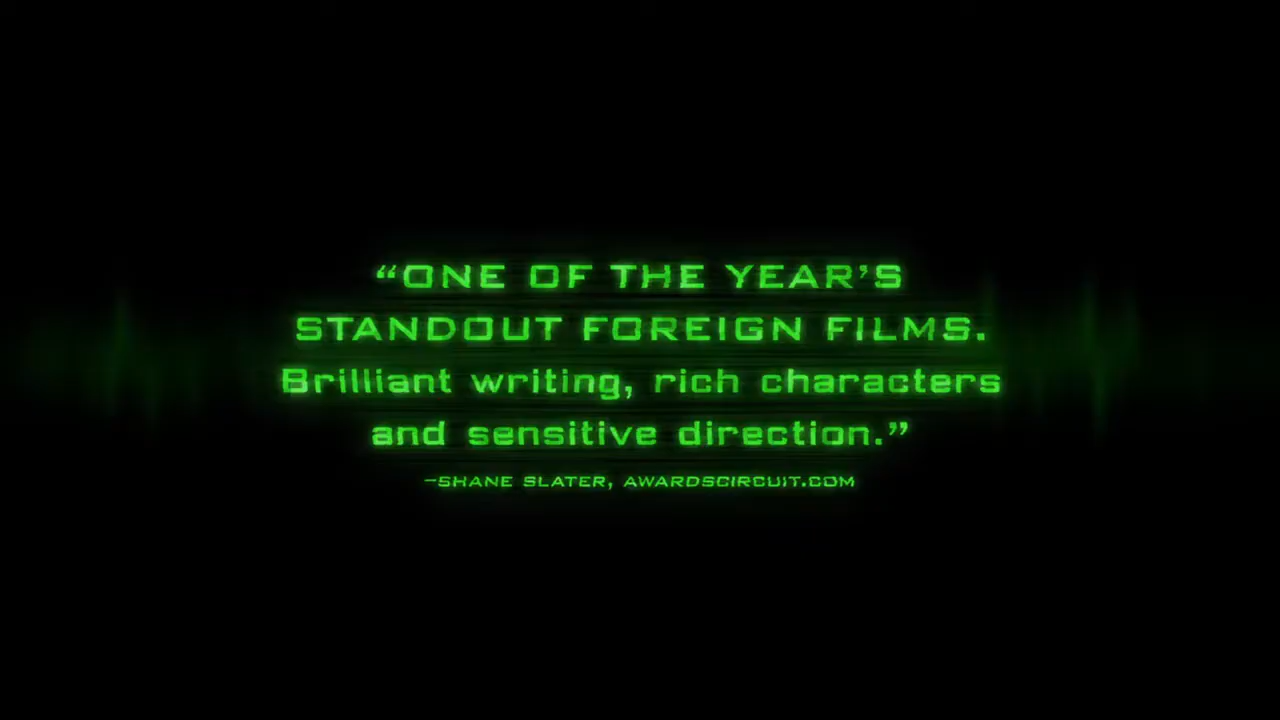 “ONE OF THE YEAR’S
STANDOUT FOREIGN FILMS.
Brilliant writing, rich characters
and sensitive direction.”
–SHANE SLATER, AWARDSCIRCUIT.COM